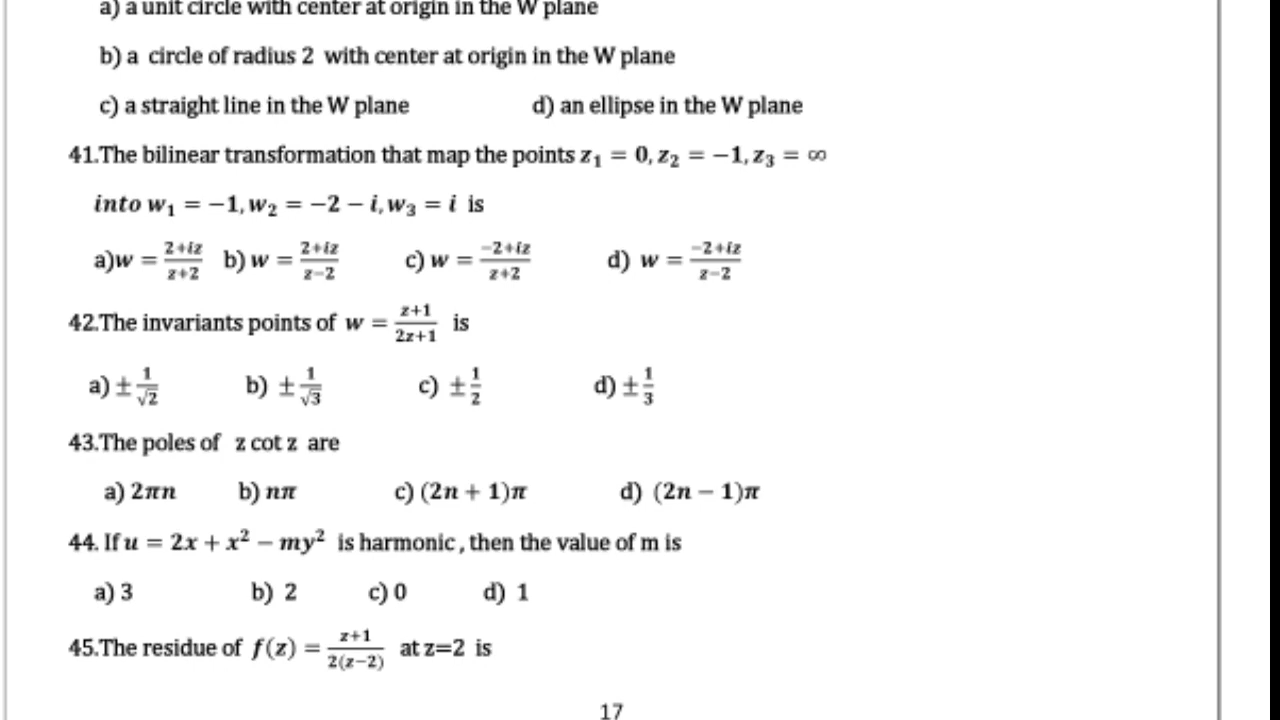 a) a unit circle with center at origin in the W plane
b) a circle of radius 2 with center at origin in the W plane
c) a straight line in the W plane d) an ellipse in the W plane
41.The bilinear transformation that map the points z₁ = 0, z₂ = −1, z₃ = ∞
into w₁ = −1, w₂ = −2 − i, w₃ = i is
a)w = (2+iz)/(z+2) b) w = (2+iz)/(z−2) c) w = (−2+iz)/(z+2) d) w = (−2+iz)/(z−2)
42.The invariants points of w = (z+1)/(2z+1) is
a) ±1/√2 b) ±1/√3 c) ±1/2 d) ±1/3
43.The poles of z cot z are
a) 2πn b) nπ c) (2n + 1)π d) (2n − 1)π
44. If u = 2x + x² − my² is harmonic , then the value of m is
a) 3 b) 2 c) 0 d) 1
45.The residue of f(z) = (z+1)/(2(z−2)) at z=2 is
17